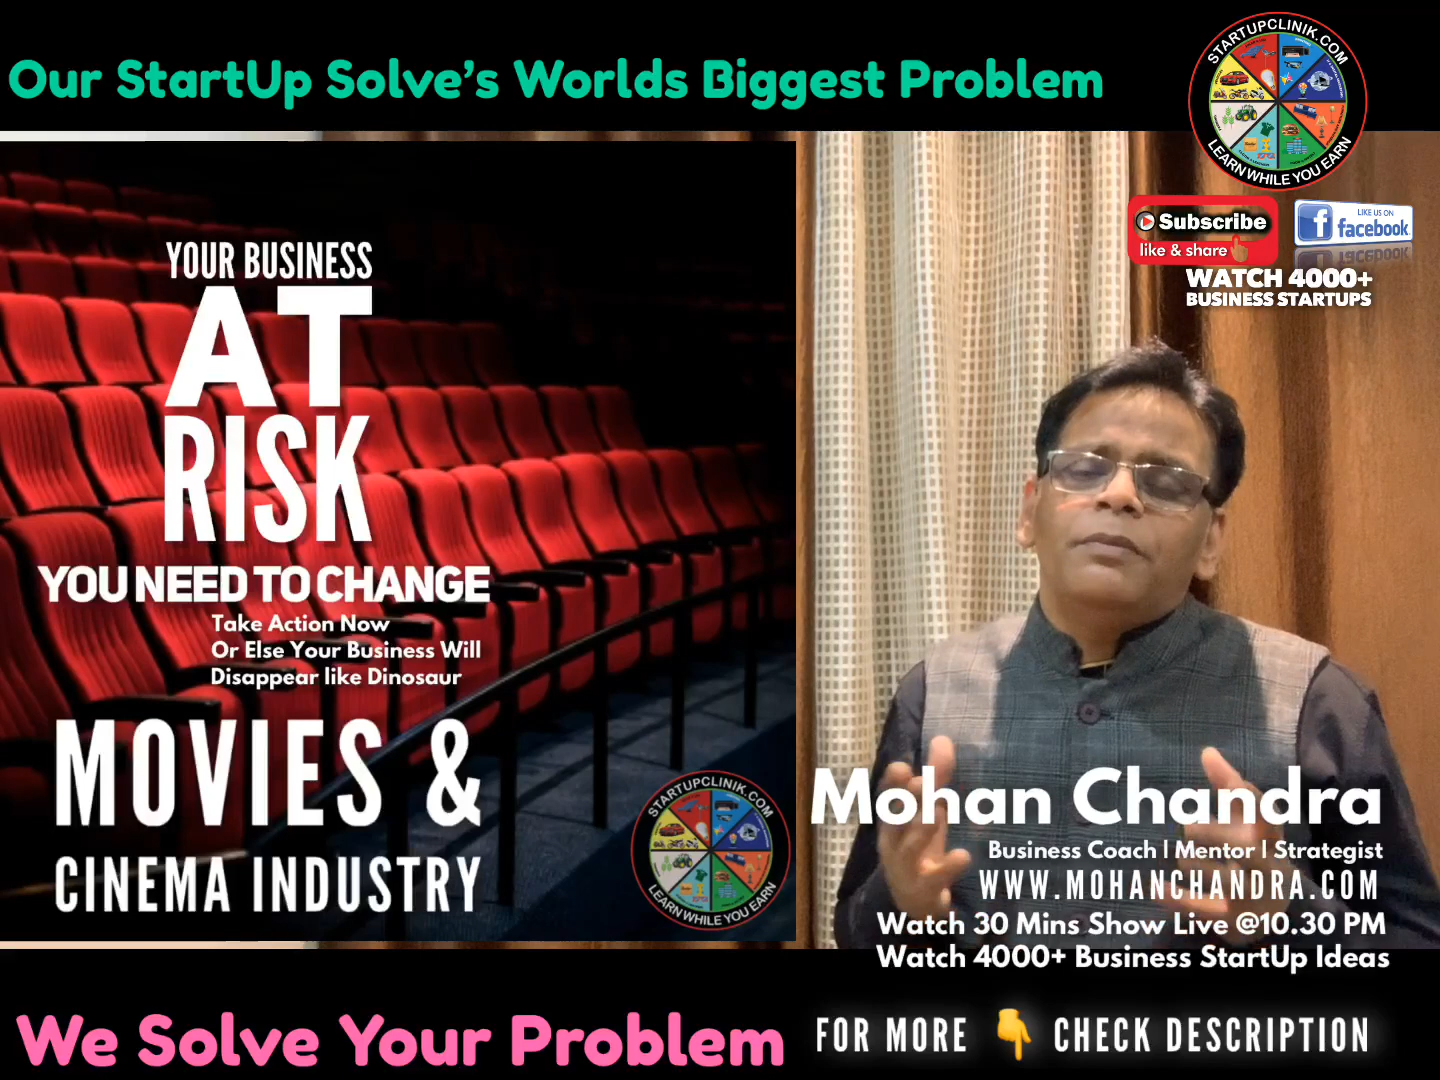 Our StartUp Solve's Worlds Biggest Problem
STARTUPCLINIK.COM
LEARN WHILE YOU EARN
Subscribe
like & share
LIKE US ON
facebook
WATCH 4000+
BUSINESS STARTUPS
YOUR BUSINESS
AT
RISK
YOU NEED TO CHANGE
Take Action Now
Or Else Your Business Will
Disappear like Dinosaur
MOVIES &
CINEMA INDUSTRY
STARTUPCLINIK.COM
LEARN WHILE YOU EARN
Mohan Chandra
Business Coach | Mentor | Strategist
WWW.MOHANCHANDRA.COM
Watch 30 Mins Show Live @10.30 PM
Watch 4000+ Business StartUp Ideas
We Solve Your Problem
FOR MORE 👇 CHECK DESCRIPTION